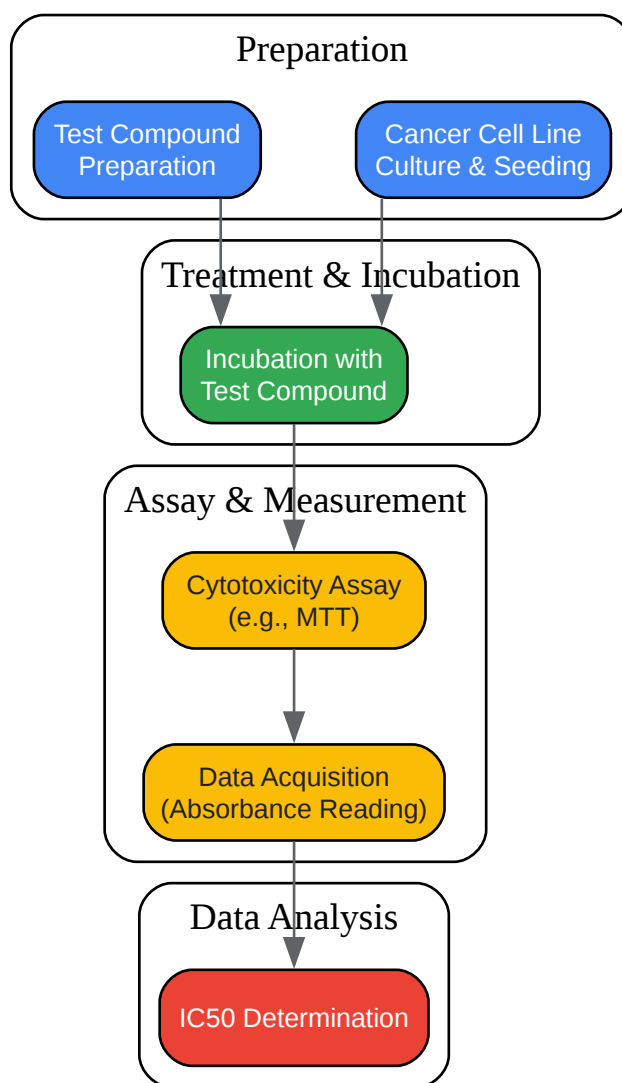 Preparation
Test Compound
Preparation
Cancer Cell Line
Culture & Seeding
Treatment & Incubation
Incubation with
Test Compound
Assay & Measurement
Cytotoxicity Assay
(e.g., MTT)
Data Acquisition
(Absorbance Reading)
Data Analysis
IC50 Determination